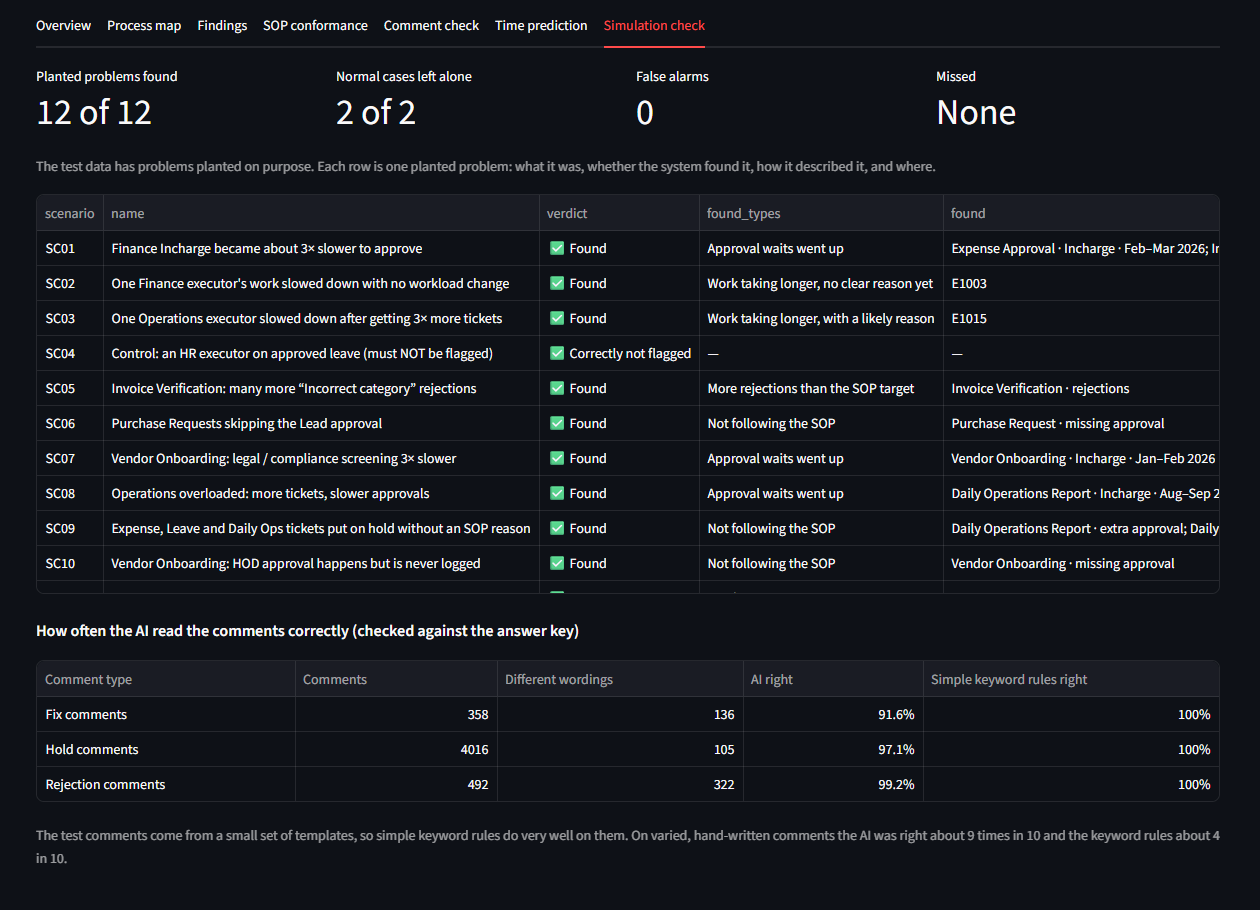 Overview Process map Findings SOP conformance Comment check Time prediction Simulation check
Planted problems found Normal cases left alone False alarms Missed
12 of 12 2 of 2 0 None
The test data has problems planted on purpose. Each row is one planted problem: what it was, whether the system found it, how it described it, and where.
scenario name verdict found_types found
SC01 Finance Incharge became about 3× slower to approve ✅ Found Approval waits went up Expense Approval · Incharge · Feb–Mar 2026; Ir
SC02 One Finance executor's work slowed down with no workload change ✅ Found Work taking longer, no clear reason yet E1003
SC03 One Operations executor slowed down after getting 3× more tickets ✅ Found Work taking longer, with a likely reason E1015
SC04 Control: an HR executor on approved leave (must NOT be flagged) ✅ Correctly not flagged — —
SC05 Invoice Verification: many more “Incorrect category” rejections ✅ Found More rejections than the SOP target Invoice Verification · rejections
SC06 Purchase Requests skipping the Lead approval ✅ Found Not following the SOP Purchase Request · missing approval
SC07 Vendor Onboarding: legal / compliance screening 3× slower ✅ Found Approval waits went up Vendor Onboarding · Incharge · Jan–Feb 2026
SC08 Operations overloaded: more tickets, slower approvals ✅ Found Approval waits went up Daily Operations Report · Incharge · Aug–Sep 2
SC09 Expense, Leave and Daily Ops tickets put on hold without an SOP reason ✅ Found Not following the SOP Daily Operations Report · extra approval; Daily
SC10 Vendor Onboarding: HOD approval happens but is never logged ✅ Found Not following the SOP Vendor Onboarding · missing approval
How often the AI read the comments correctly (checked against the answer key)
Comment type Comments Different wordings AI right Simple keyword rules right
Fix comments 358 136 91.6% 100%
Hold comments 4016 105 97.1% 100%
Rejection comments 492 322 99.2% 100%
The test comments come from a small set of templates, so simple keyword rules do very well on them. On varied, hand-written comments the AI was right about 9 times in 10 and the keyword rules about 4
in 10.